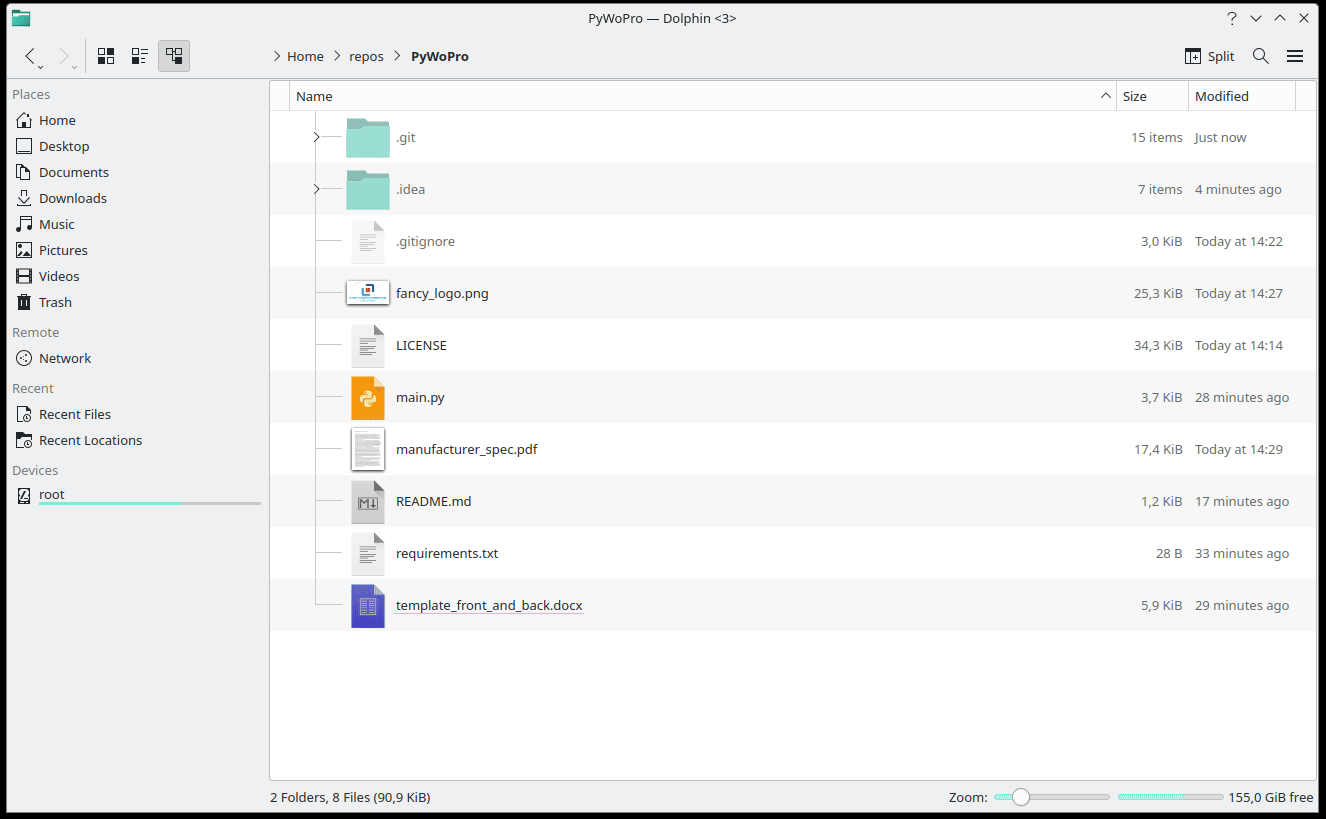 PyWoPro — Dolphin <3>
Home repos PyWoPro Split
Places
Home
Desktop
Documents
Downloads
Music
Pictures
Videos
Trash
Remote
Network
Recent
Recent Files
Recent Locations
Devices
root
Name Size Modified
.git 15 items Just now
.idea 7 items 4 minutes ago
.gitignore 3,0 KiB Today at 14:22
fancy_logo.png 25,3 KiB Today at 14:27
LICENSE 34,3 KiB Today at 14:14
main.py 3,7 KiB 28 minutes ago
manufacturer_spec.pdf 17,4 KiB Today at 14:29
README.md 1,2 KiB 17 minutes ago
requirements.txt 28 B 33 minutes ago
template_front_and_back.docx 5,9 KiB 29 minutes ago
2 Folders, 8 Files (90,9 KiB) Zoom: 155,0 GiB free